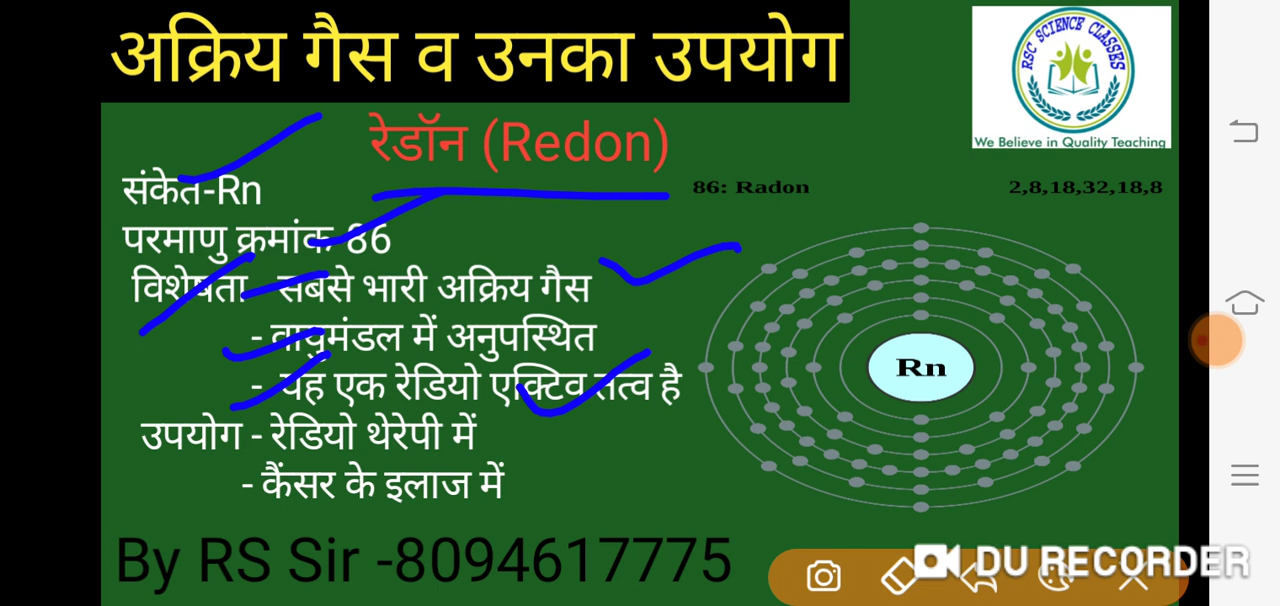 अक्रिय गैस व उनका उपयोग
RSC SCIENCE CLASSES
We Believe in Quality Teaching
रेडॉन (Redon)
संकेत-Rn
86: Radon
2,8,18,32,18,8
परमाणु क्रमांक 86
विशेषता - सबसे भारी अक्रिय गैस
- वायुमंडल में अनुपस्थित
- यह एक रेडियो एक्टिव तत्व है
Rn
उपयोग - रेडियो थेरेपी में
- कैंसर के इलाज में
By RS Sir -8094617775
DU RECORDER